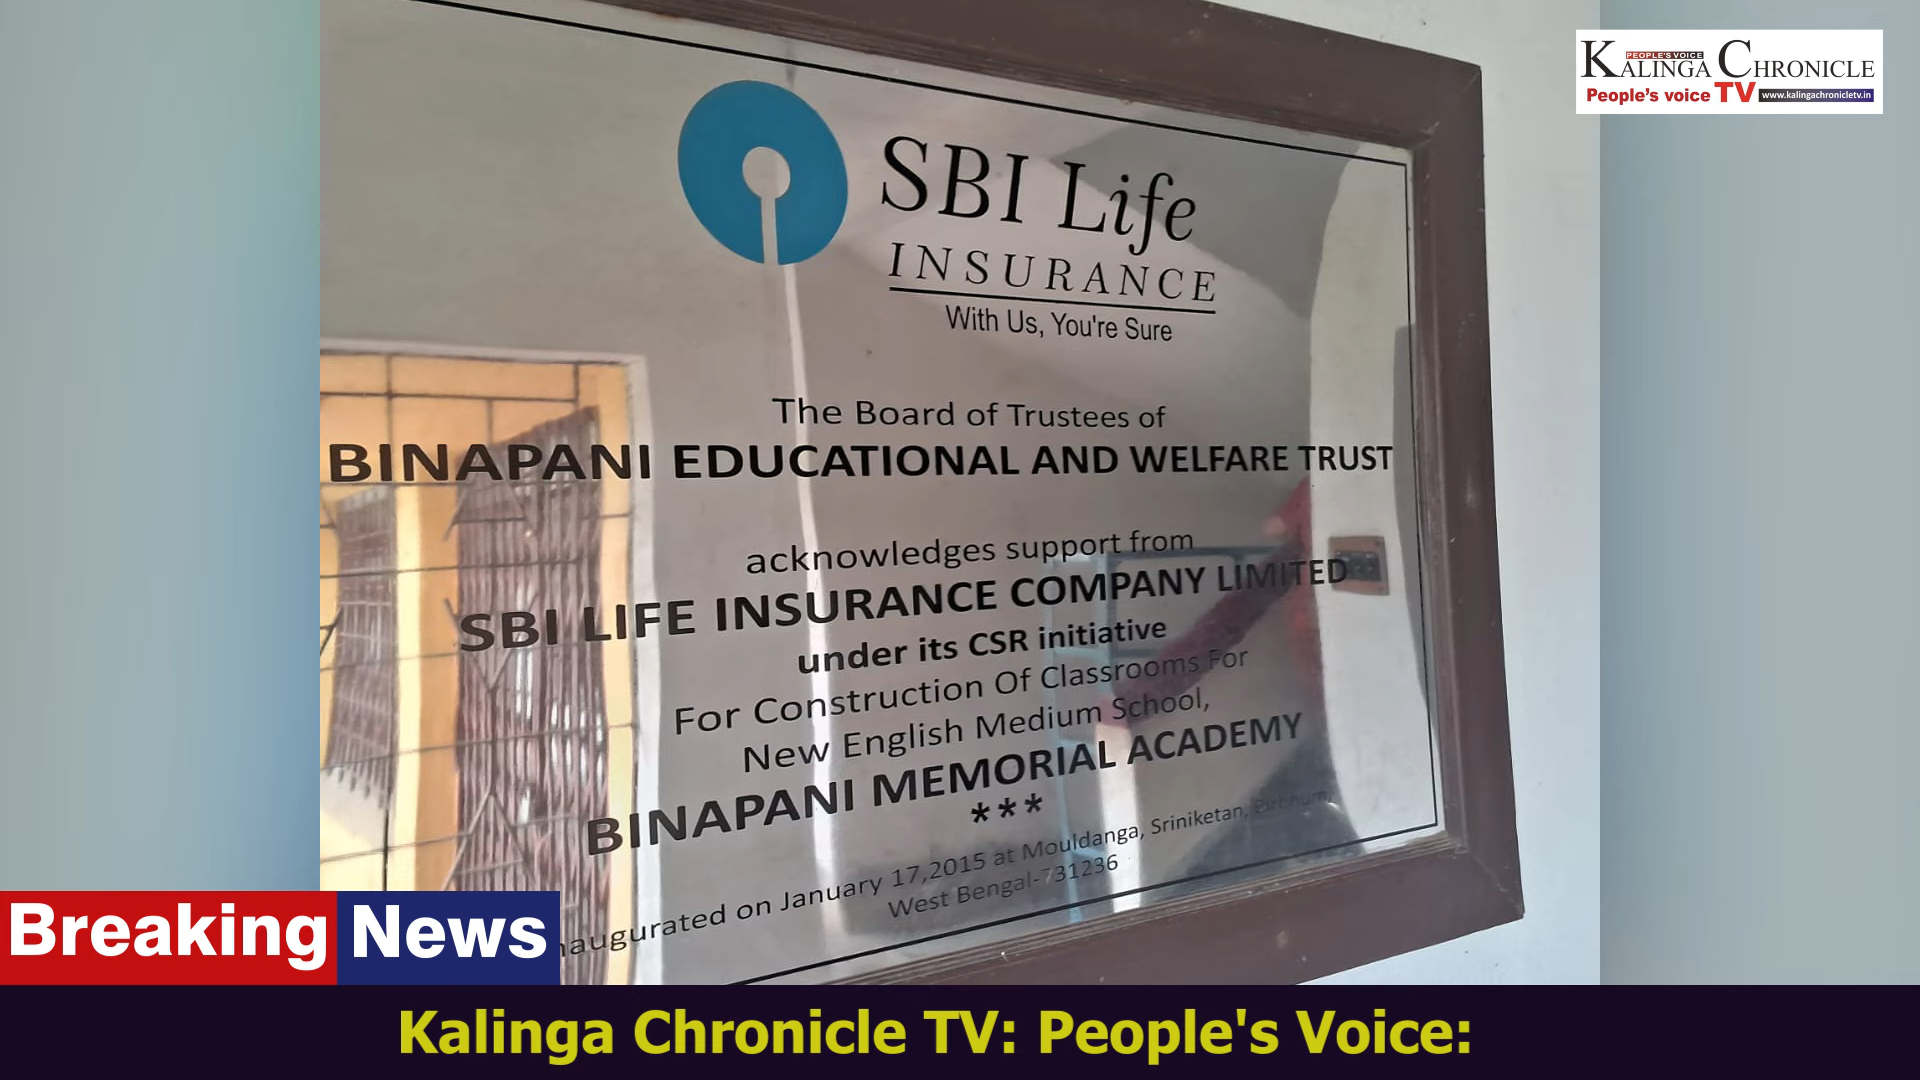 KALINGA CHRONICLE
PEOPLE'S VOICE
People's voice TV www.kalingachronicletv.in
SBI Life
INSURANCE
With Us, You're Sure
The Board of Trustees of
BINAPANI EDUCATIONAL AND WELFARE TRUST
acknowledges support from
SBI LIFE INSURANCE COMPANY LIMITED
under its CSR initiative
For Construction Of Classrooms For
New English Medium School,
BINAPANI MEMORIAL ACADEMY
***
naugurated on January 17,2015 at Mouldanga, Sriniketan, Birbhum,
West Bengal-731236
Breaking News
Kalinga Chronicle TV: People's Voice: